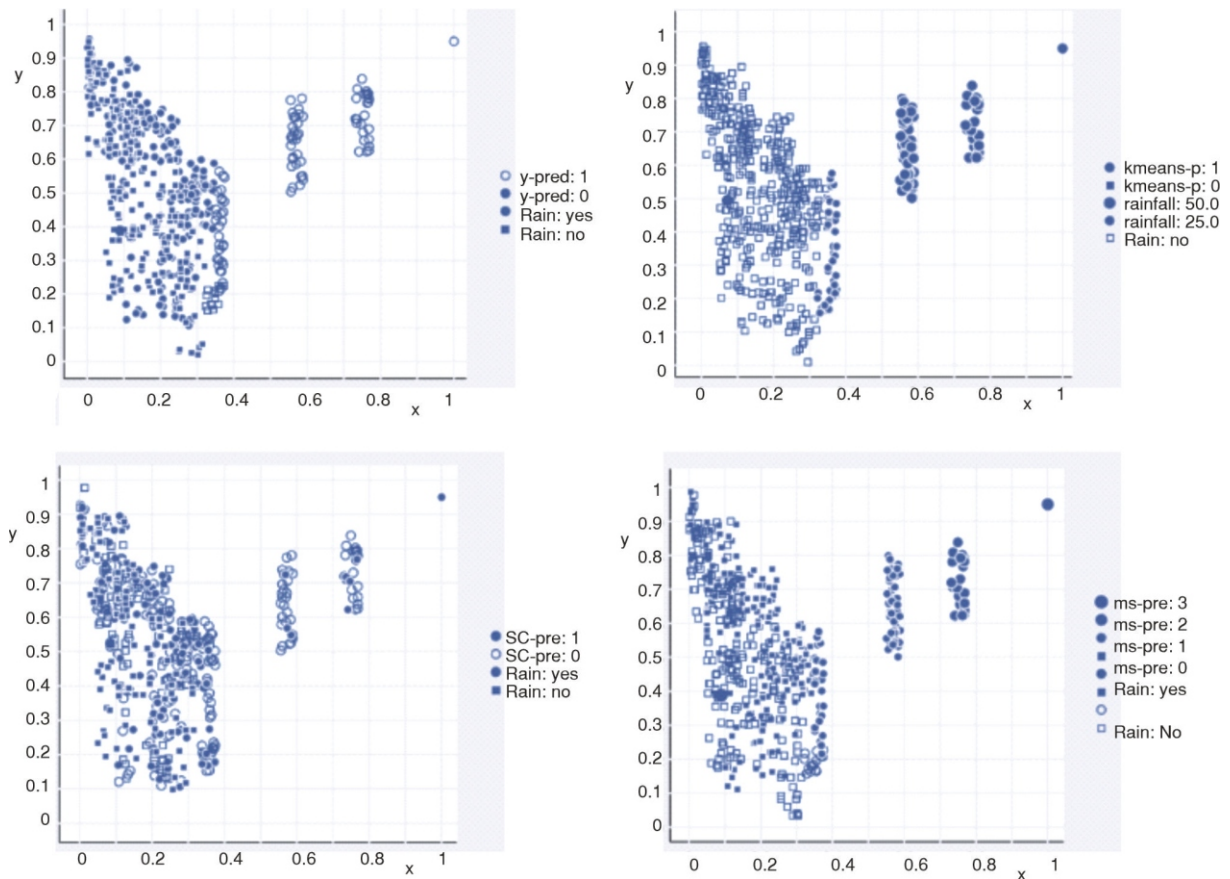 1
0.9
y
0.8
0.7
0.6
0.5
0.4
0.3
0.2
0.1
0
0 0.2 0.4 0.6 0.8 1
x
y-pred: 1
y-pred: 0
Rain: yes
Rain: no
1
0.9
y
0.8
0.7
0.6
0.5
0.4
0.3
0.2
0.1
0
0 0.2 0.4 0.6 0.8 1
x
kmeans-p: 1
kmeans-p: 0
rainfall: 50.0
rainfall: 25.0
Rain: no
1
0.9
y
0.8
0.7
0.6
0.5
0.4
0.3
0.2
0.1
0
0 0.2 0.4 0.6 0.8 1
x
SC-pre: 1
SC-pre: 0
Rain: yes
Rain: no
1
0.9
y
0.8
0.7
0.6
0.5
0.4
0.3
0.2
0.1
0
0 0.2 0.4 0.6 0.8 1
x
ms-pre: 3
ms-pre: 2
ms-pre: 1
ms-pre: 0
Rain: yes
Rain: No